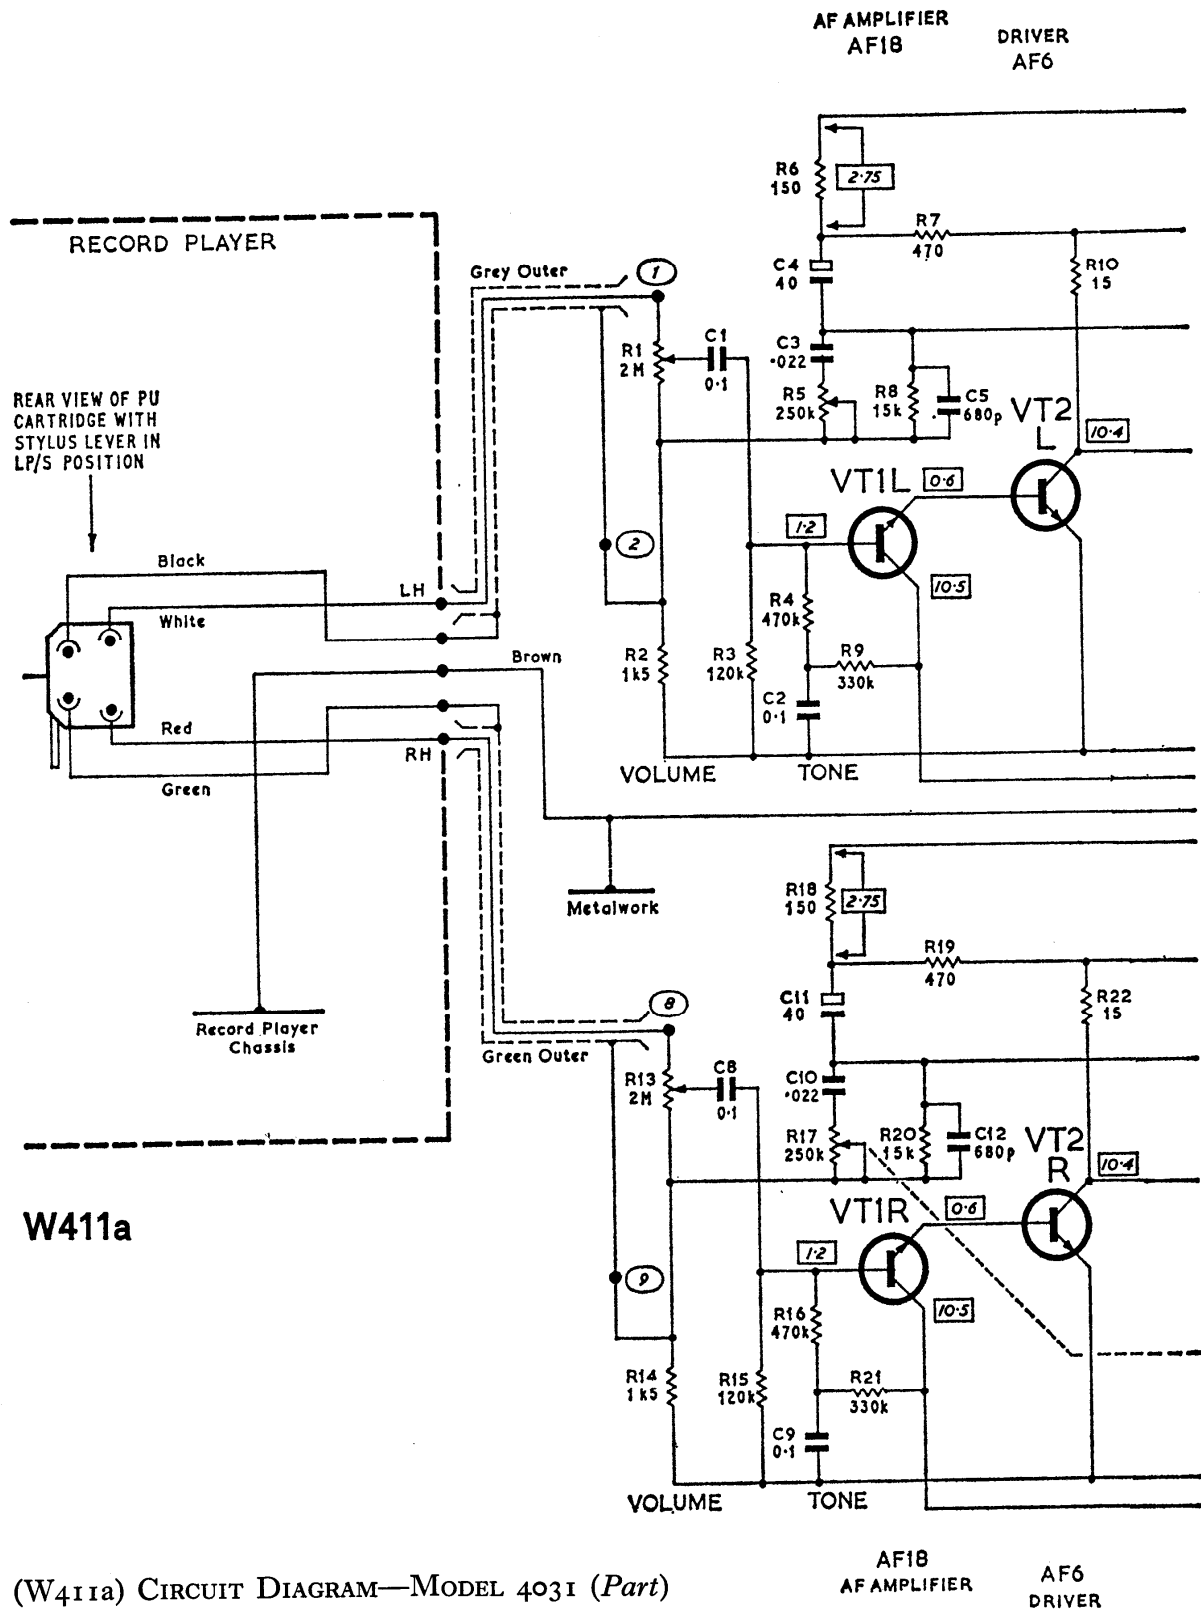 AF AMPLIFIER
AF18
DRIVER
AF6
R6
150
2·75
R7
470
RECORD PLAYER
Grey Outer
1
C4
40
R10
15
C1
0·1
R1
2M
C3
·022
R5
250k
R8
15k
C5
680p
VT2
L
10·4
REAR VIEW OF PU
CARTRIDGE WITH
STYLUS LEVER IN
LP/S POSITION
VT1L
0·6
1·2
2
Black
LH
White
10·5
R4
470k
Brown
R2
1k5
R3
120k
R9
330k
C2
0·1
Red
RH
Green
VOLUME
TONE
R18
150
2·75
Metalwork
R19
470
8
C11
40
R22
15
Record Player
Chassis
Green Outer
C8
0·1
R13
2M
C10
·022
R17
250k
R20
15k
C12
680p
VT2
R
10·4
W411a
VT1R
0·6
1·2
9
10·5
R16
470k
R14
1k5
R15
120k
R21
330k
C9
0·1
VOLUME
TONE
AF18
AF AMPLIFIER
AF6
DRIVER
(W411a) CIRCUIT DIAGRAM—MODEL 4031 (Part)